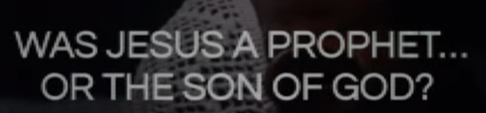 WAS JESUS A PROPHET...
OR THE SON OF GOD?